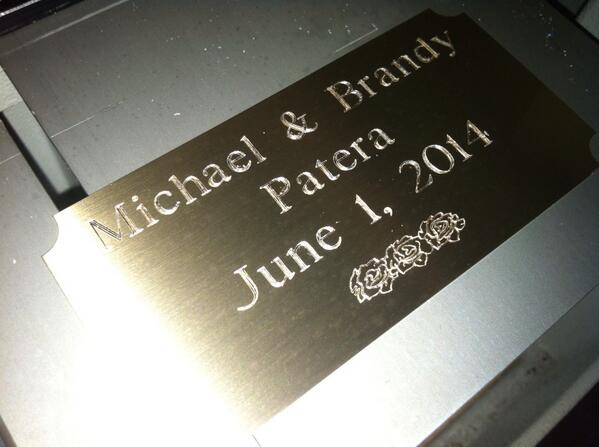 Michael & Brandy
Patera
June 1, 2014